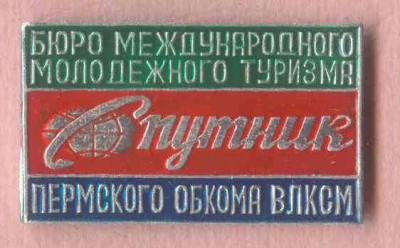 БЮРО МЕЖДУНАРОДНОГО
МОЛОДЕЖНОГО ТУРИЗМА
Спутник
ПЕРМСКОГО ОБКОМА ВЛКСМ